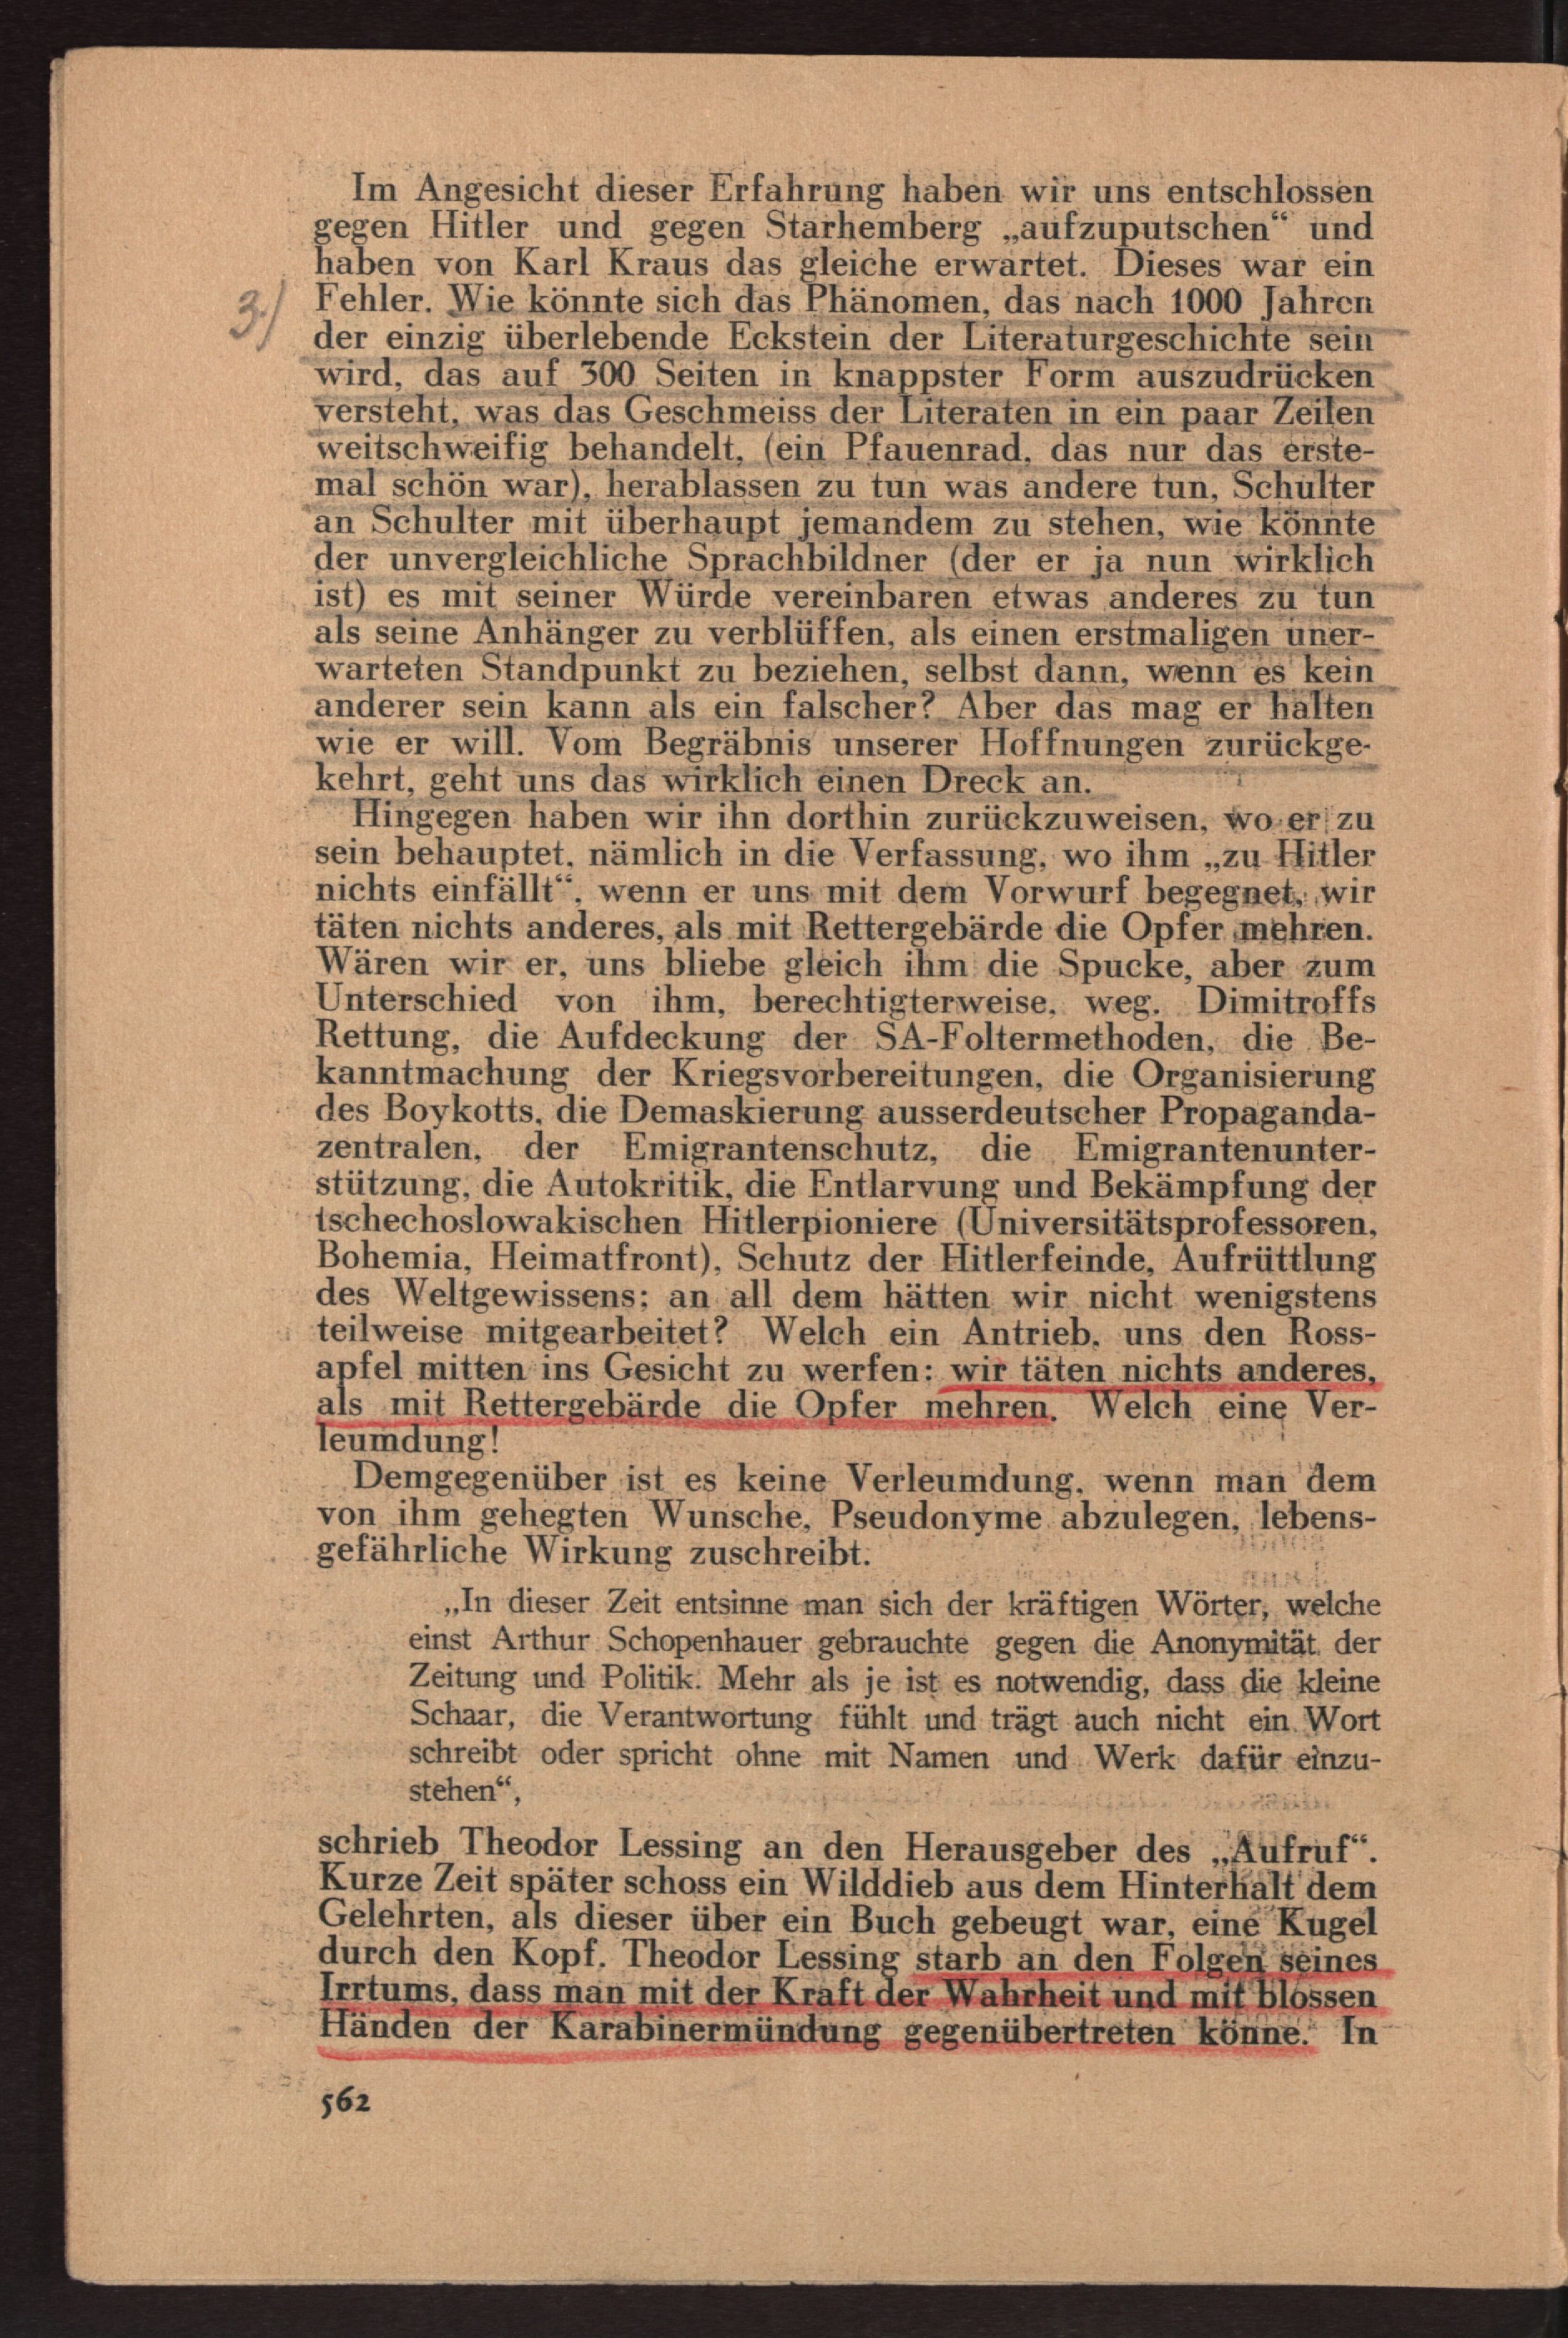 Im Angesicht dieser Erfahrung haben wir uns entschlossen
gegen Hitler und gegen Starhemberg „aufzuputschen“ und
haben von Karl Kraus das gleiche erwartet. Dieses war ein
3.)
Fehler. Wie könnte sich das Phänomen, das nach 1000 Jahren
der einzig überlebende Eckstein der Literaturgeschichte sein
wird, das auf 300 Seiten in knappster Form auszudrücken
versteht, was das Geschmeiss der Literaten in ein paar Zeilen
weitschweifig behandelt, (ein Pfauenrad, das nur das erste-
mal schön war), herablassen zu tun was andere tun, Schulter
an Schulter mit überhaupt jemandem zu stehen, wie könnte
der unvergleichliche Sprachbildner (der er ja nun wirklich
ist) es mit seiner Würde vereinbaren etwas anderes zu tun
als seine Anhänger zu verblüffen, als einen erstmaligen uner-
warteten Standpunkt zu beziehen, selbst dann, wenn es kein
anderer sein kann als ein falscher? Aber das mag er halten
wie er will. Vom Begräbnis unserer Hoffnungen zurückge-
kehrt, geht uns das wirklich einen Dreck an.
Hingegen haben wir ihn dorthin zurückzuweisen, wo er zu
sein behauptet, nämlich in die Verfassung, wo ihm „zu Hitler
nichts einfällt“, wenn er uns mit dem Vorwurf begegnet, wir
täten nichts anderes, als mit Rettergebärde die Opfer mehren.
Wären wir er, uns bliebe gleich ihm die Spucke, aber zum
Unterschied von ihm, berechtigterweise, weg. Dimitroffs
Rettung, die Aufdeckung der SA-Foltermethoden, die Be-
kanntmachung der Kriegsvorbereitungen, die Organisierung
des Boykotts, die Demaskierung ausserdeutscher Propaganda-
zentralen, der Emigrantenschutz, die Emigrantenunter-
stützung, die Autokritik, die Entlarvung und Bekämpfung der
tschechoslowakischen Hitlerpioniere (Universitätsprofessoren,
Bohemia, Heimatfront), Schutz der Hitlerfeinde, Aufrüttlung
des Weltgewissens; an all dem hätten wir nicht wenigstens
teilweise mitgearbeitet? Welch ein Antrieb, uns den Ross-
apfel mitten ins Gesicht zu werfen: wir täten nichts anderes,
als mit Rettergebärde die Opfer mehren. Welch eine Ver-
leumdung!
Demgegenüber ist es keine Verleumdung, wenn man dem
von ihm gehegten Wunsche, Pseudonyme abzulegen, lebens-
gefährliche Wirkung zuschreibt.
„In dieser Zeit entsinne man sich der kräftigen Wörter, welche
einst Arthur Schopenhauer gebrauchte gegen die Anonymität der
Zeitung und Politik. Mehr als je ist es notwendig, dass die kleine
Schaar, die Verantwortung fühlt und trägt auch nicht ein Wort
schreibt oder spricht ohne mit Namen und Werk dafür einzu-
stehen“,
schrieb Theodor Lessing an den Herausgeber des „Aufruf“.
Kurze Zeit später schoss ein Wilddieb aus dem Hinterhalt dem
Gelehrten, als dieser über ein Buch gebeugt war, eine Kugel
durch den Kopf. Theodor Lessing starb an den Folgen seines
Irrtums, dass man mit der Kraft der Wahrheit und mit blossen
Händen der Karabinermündung gegenübertreten könne. In
562